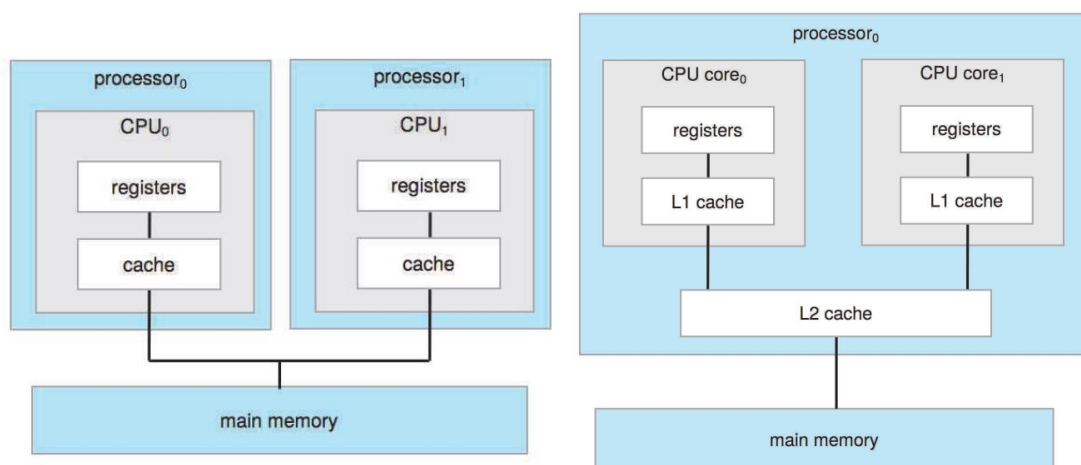 processor₀
CPU₀
registers
cache
processor₁
CPU₁
registers
cache
main memory
processor₀
CPU core₀
registers
L1 cache
CPU core₁
registers
L1 cache
L2 cache
main memory